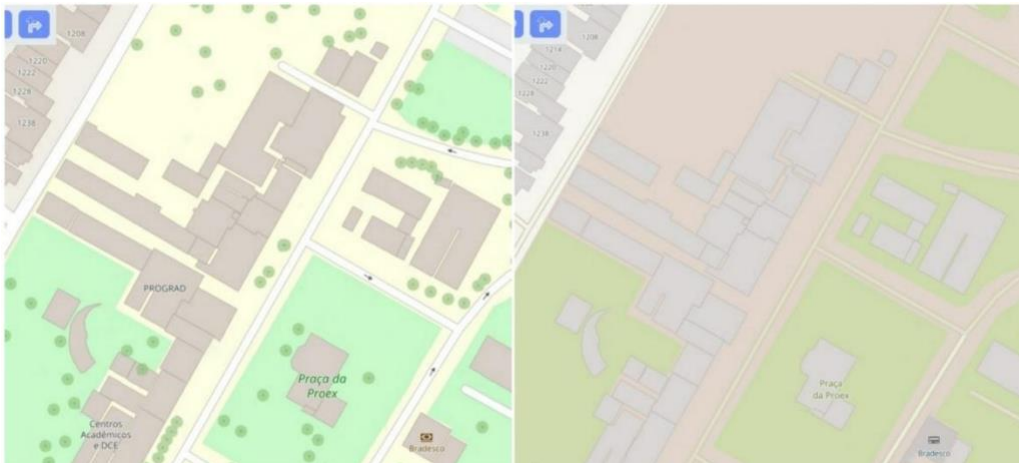 1208
1220
1222
1228
1238
PROGRAD
Praça da
Proex
Centros
Acadêmicos
e DCE
Bradesco
1208
1214
1220
1222
1228
1238
Praça
da Proex
Bradesco